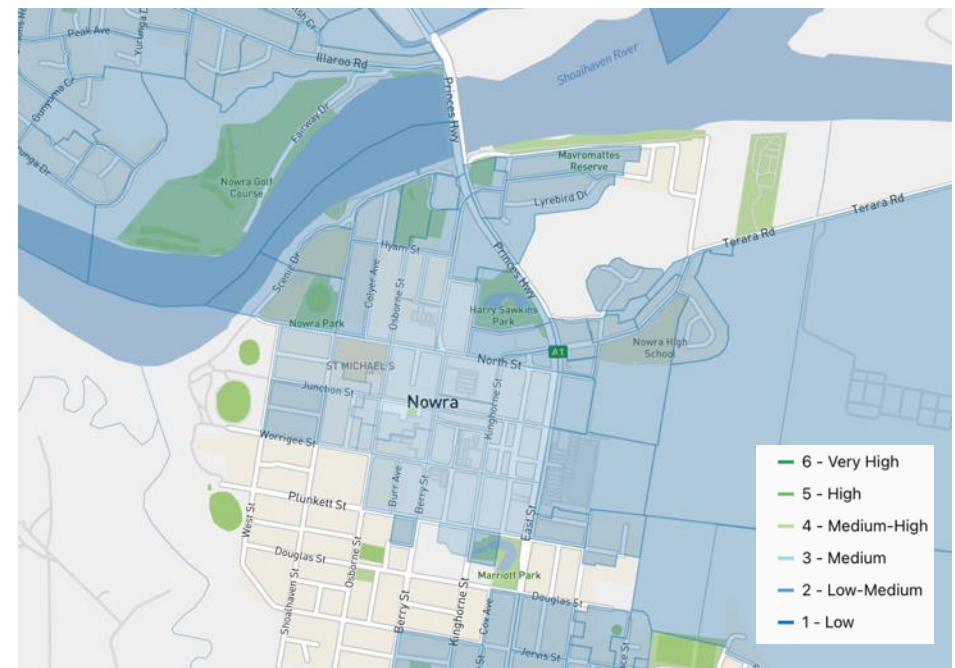 Peak Ave
Yurunga Dr
Illaroo Rd
Princes Hwy
Shoalhaven River
Gunyuma Cr
Fairway Dr
Nowra Golf
Course
Mavromattes
Reserve
Lyrebird Dr
Terara Rd
Terara Rd
Scenic Dr
Hyam St
Colyer Ave
Osborne St
Princes Hwy
Harry Sawkins
Park
Nowra Park
A1
Nowra High
School
ST MICHAEL S
North St
Junction St
Nowra
Kinghorne St
Worrigee St
Burr Ave
Berry St
Plunkett St
West St
East St
Douglas St
Osborne St
Marriott Park
Shoalhaven St
Berry St
Kinghorne St
Cox Ave
Douglas St
Jervis St
6 - Very High
5 - High
4 - Medium-High
3 - Medium
2 - Low-Medium
1 - Low